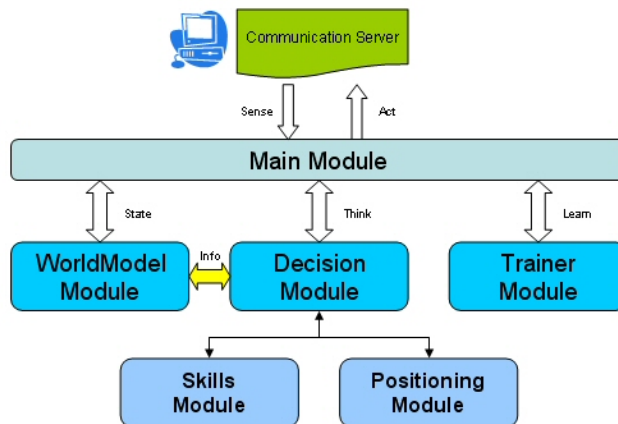 Communication Server
Sense
Act
Main Module
State
Think
Learn
WorldModel
Module
Info
Decision
Module
Trainer
Module
Skills
Module
Positioning
Module